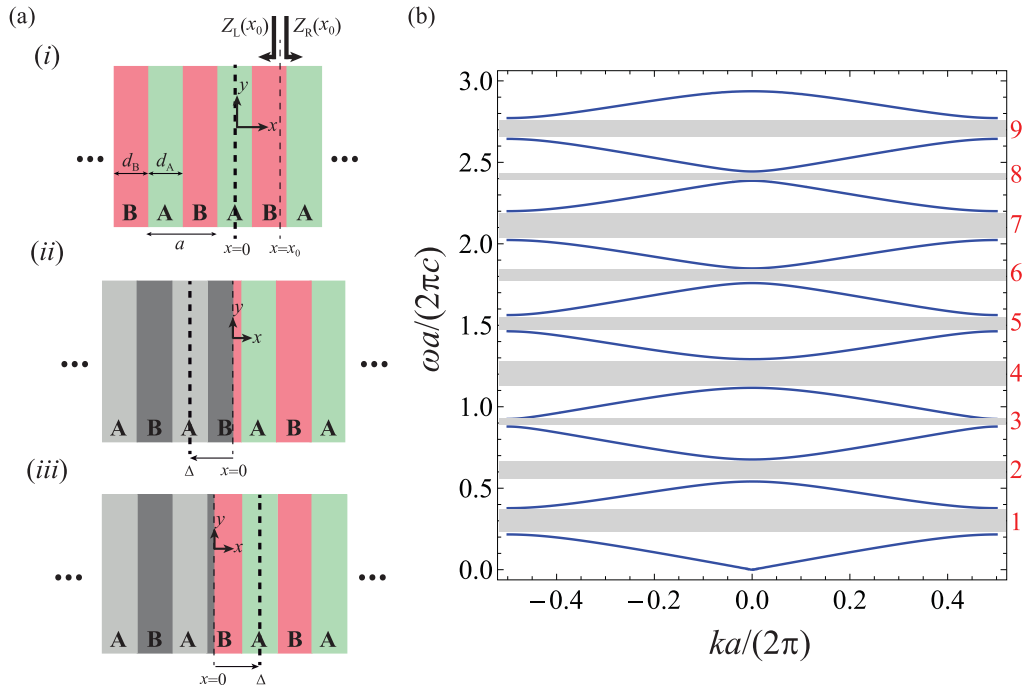 (a)
Z_L(x_0) Z_R(x_0)
(i)
y
x
d_B d_A
B A B A B A
a x=0 x=x_0
(ii)
y
x
••• •••
A B A B A B A
Δ x=0
(iii)
y
x
••• •••
A B A B A B A
x=0 Δ
(b)
ωa/(2πc)
3.0
2.5
2.0
1.5
1.0
0.5
0.0
9
8
7
6
5
4
3
2
1
−0.4 −0.2 0.0 0.2 0.4
ka/(2π)